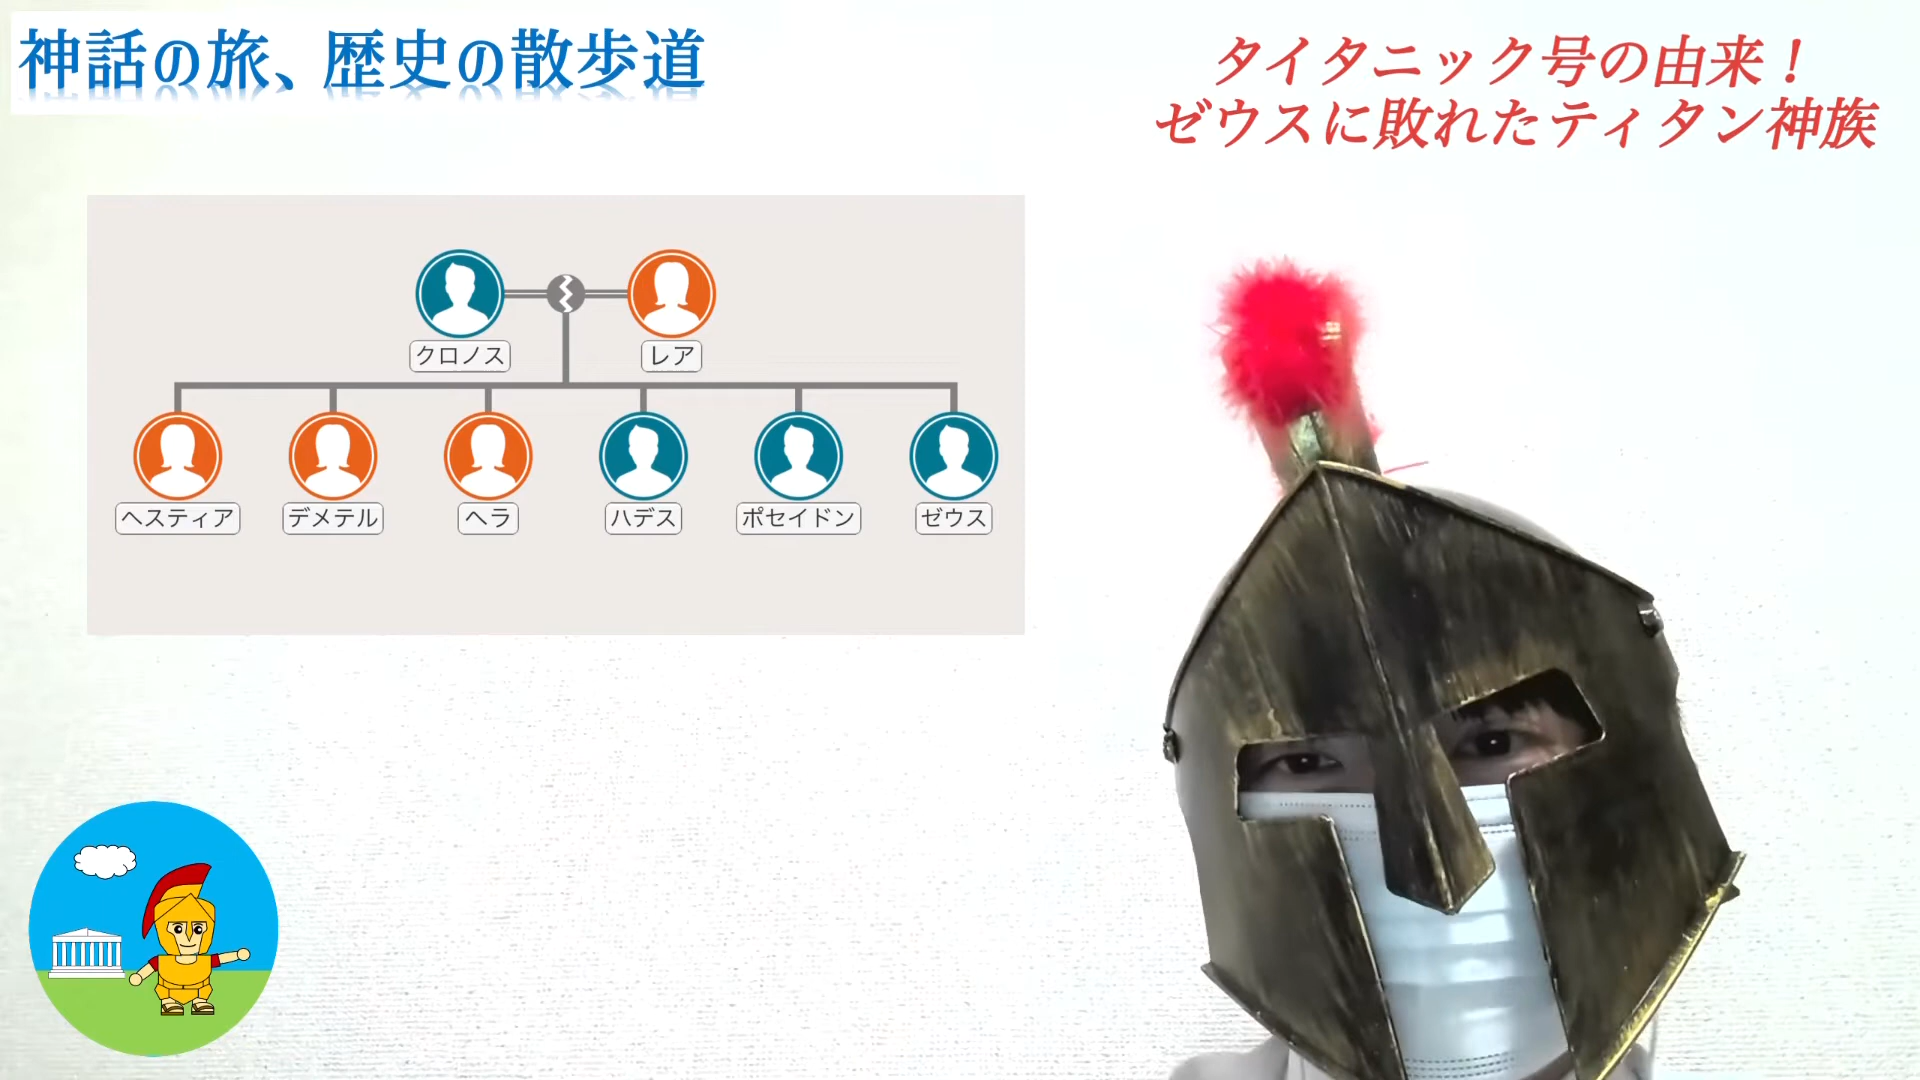 神話の旅、歴史の散歩道
タイタニック号の由来！
ゼウスに敗れたティタン神族
クロノス
レア
ヘスティア
デメテル
ヘラ
ハデス
ポセイドン
ゼウス